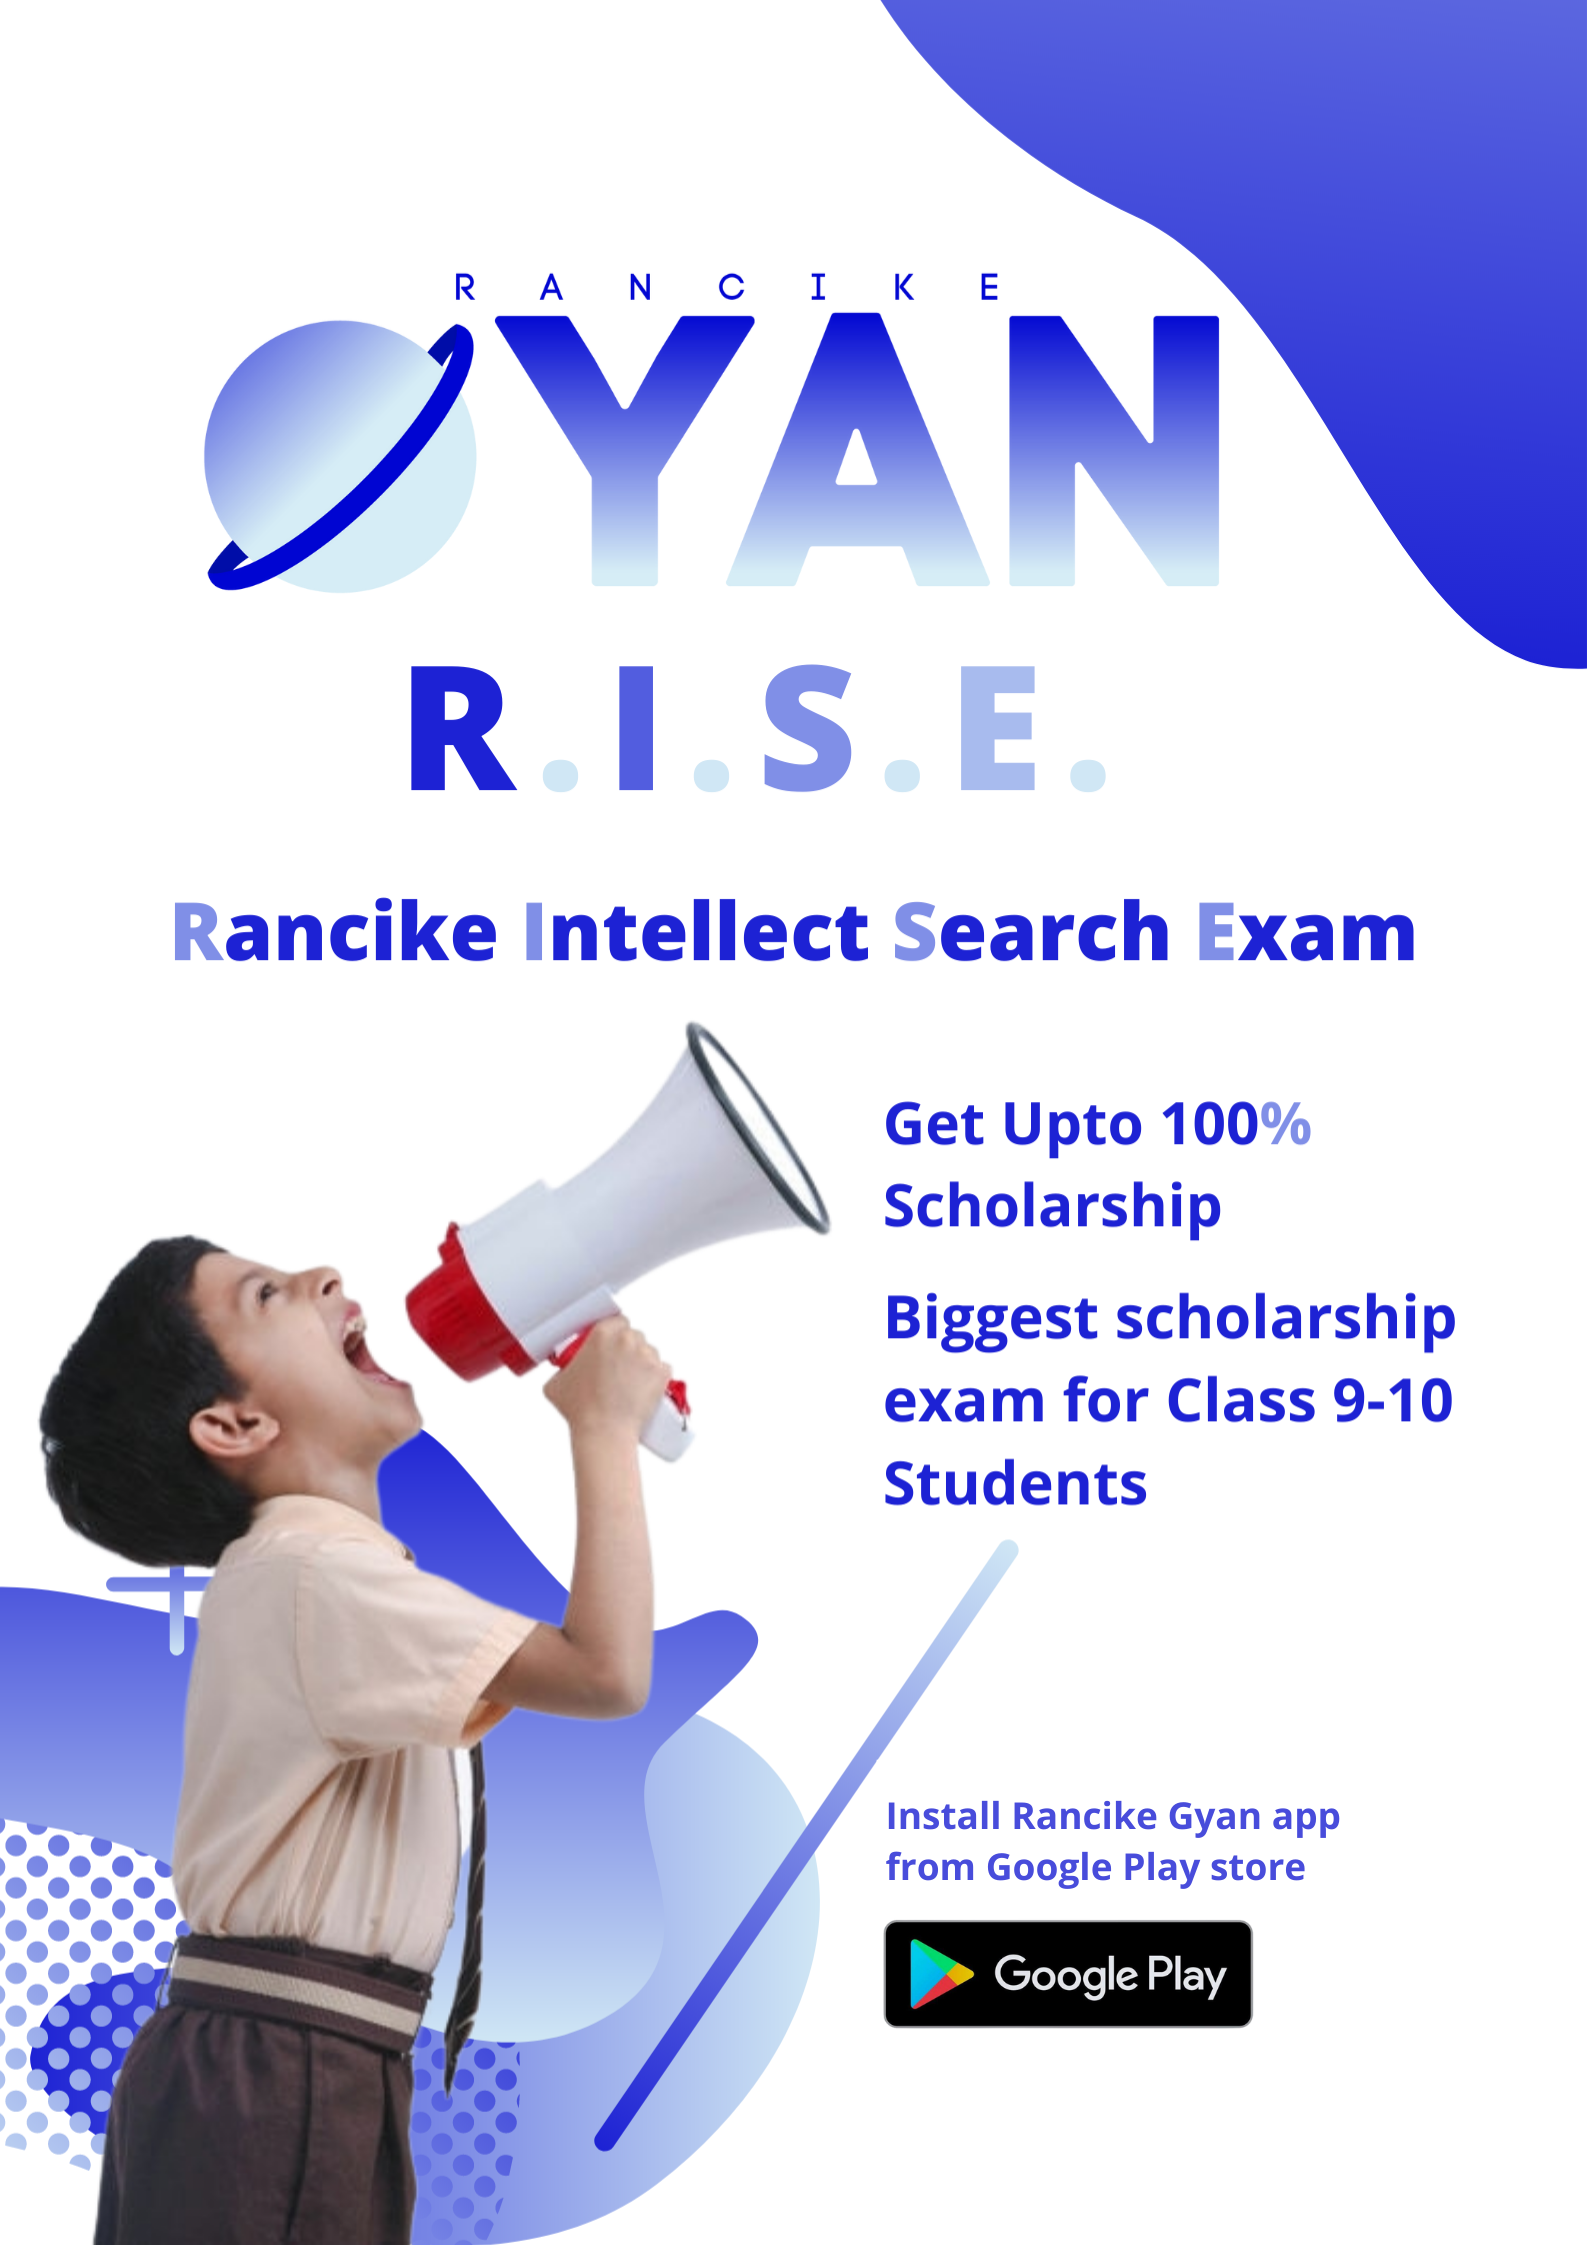 RANCIKE
GYAN
R.I.S.E.
Rancike Intellect Search Exam
Get Upto 100%
Scholarship
Biggest scholarship
exam for Class 9-10
Students
Install Rancike Gyan app
from Google Play store
Google Play